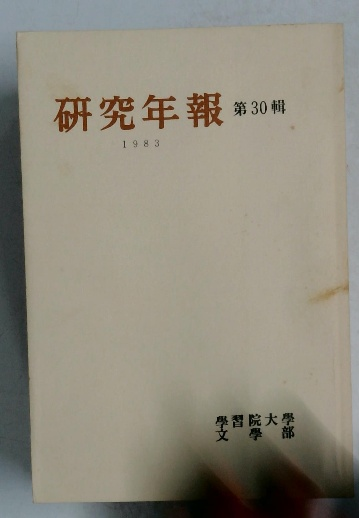 研究年報 第30輯
1983
學習院大學
文學部